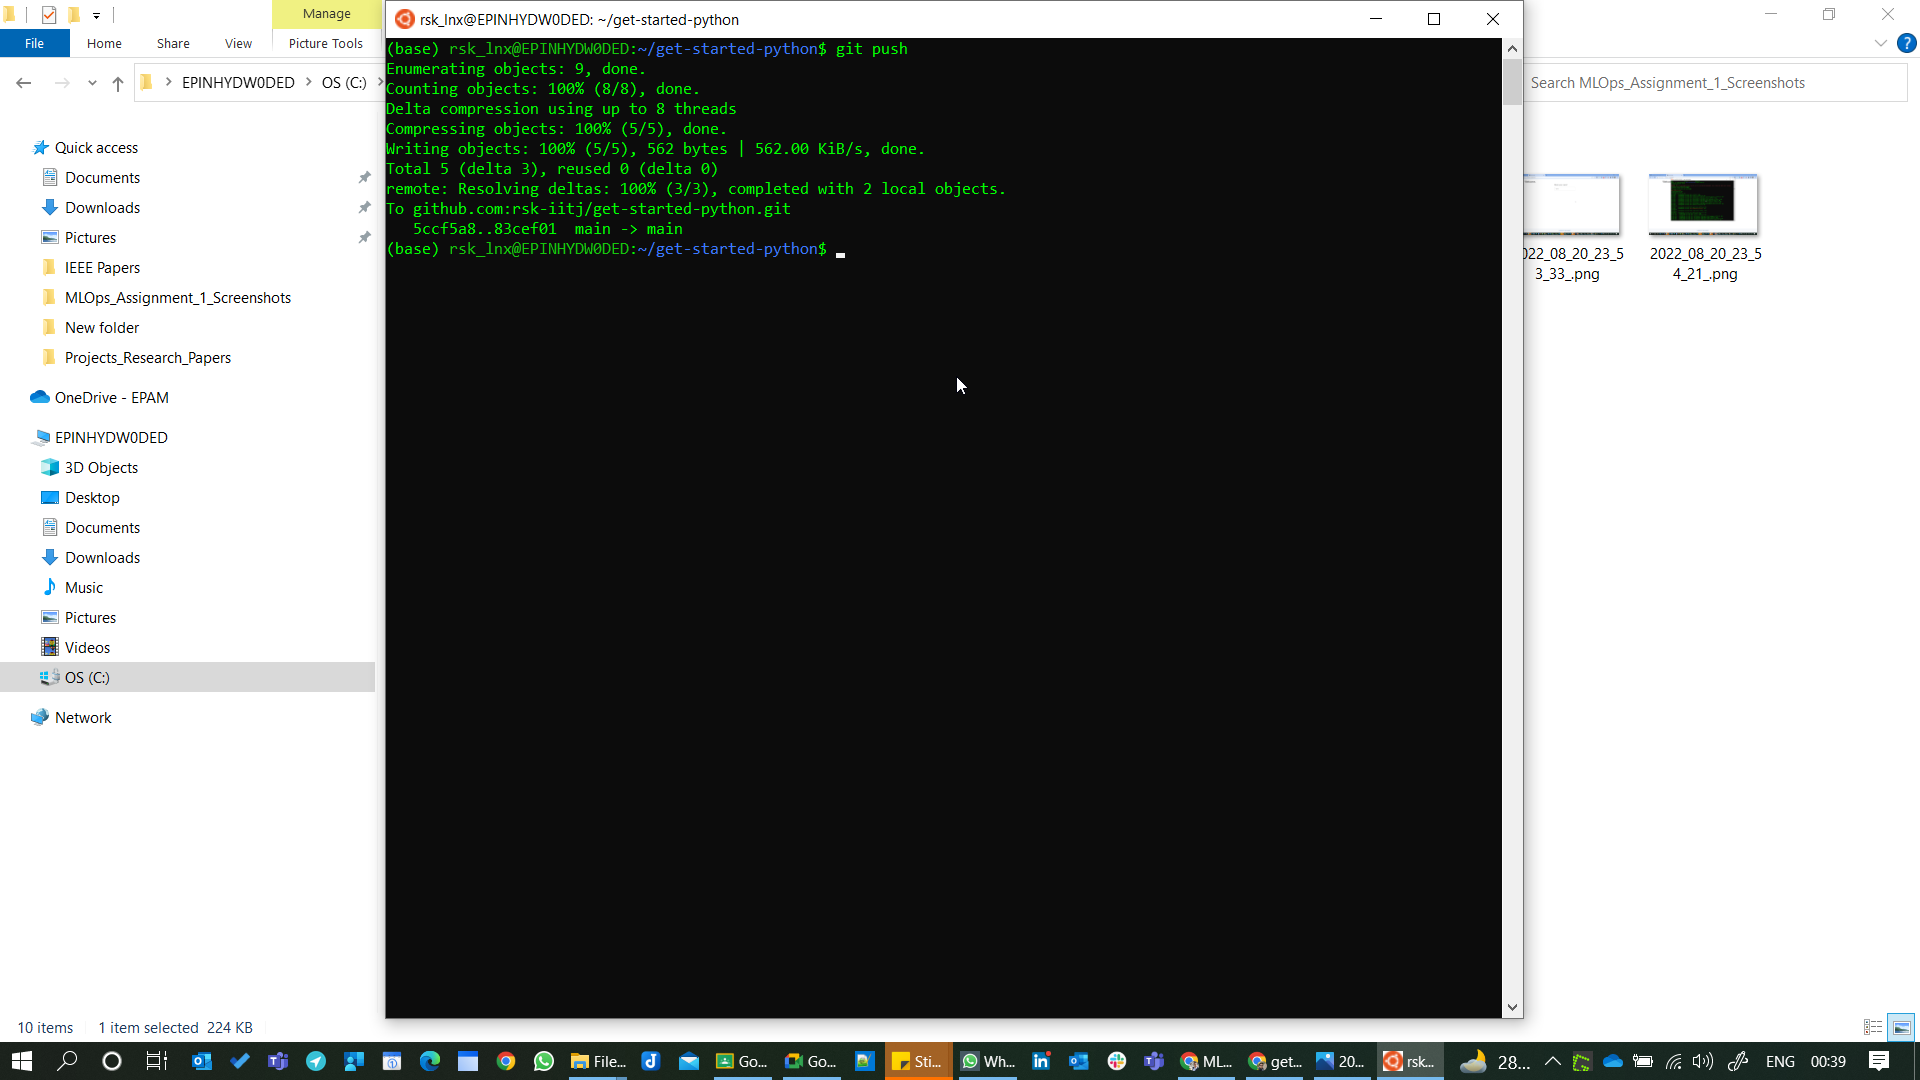 Manage
rsk_lnx@EPINHYDW0DED: ~/get-started-python
File
Home
Share
View
Picture Tools
EPINHYDW0DED
OS (C:)
Search MLOps_Assignment_1_Screenshots
(base) rsk_lnx@EPINHYDW0DED:~/get-started-python$ git push
Enumerating objects: 9, done.
Counting objects: 100% (8/8), done.
Delta compression using up to 8 threads
Compressing objects: 100% (5/5), done.
Writing objects: 100% (5/5), 562 bytes | 562.00 KiB/s, done.
Total 5 (delta 3), reused 0 (delta 0)
remote: Resolving deltas: 100% (3/3), completed with 2 local objects.
To github.com:rsk-iitj/get-started-python.git
5ccf5a8..83cef01  main -> main
(base) rsk_lnx@EPINHYDW0DED:~/get-started-python$
Quick access
Documents
Downloads
Pictures
IEEE Papers
MLOps_Assignment_1_Screenshots
New folder
Projects_Research_Papers
OneDrive - EPAM
EPINHYDW0DED
3D Objects
Desktop
Documents
Downloads
Music
Pictures
Videos
OS (C:)
Network
022_08_20_23_5
3_33_.png
2022_08_20_23_5
4_21_.png
10 items
1 item selected 224 KB
File...
Go...
Go...
Sti...
Wh...
ML...
get...
20...
rsk...
28...
ENG
00:39